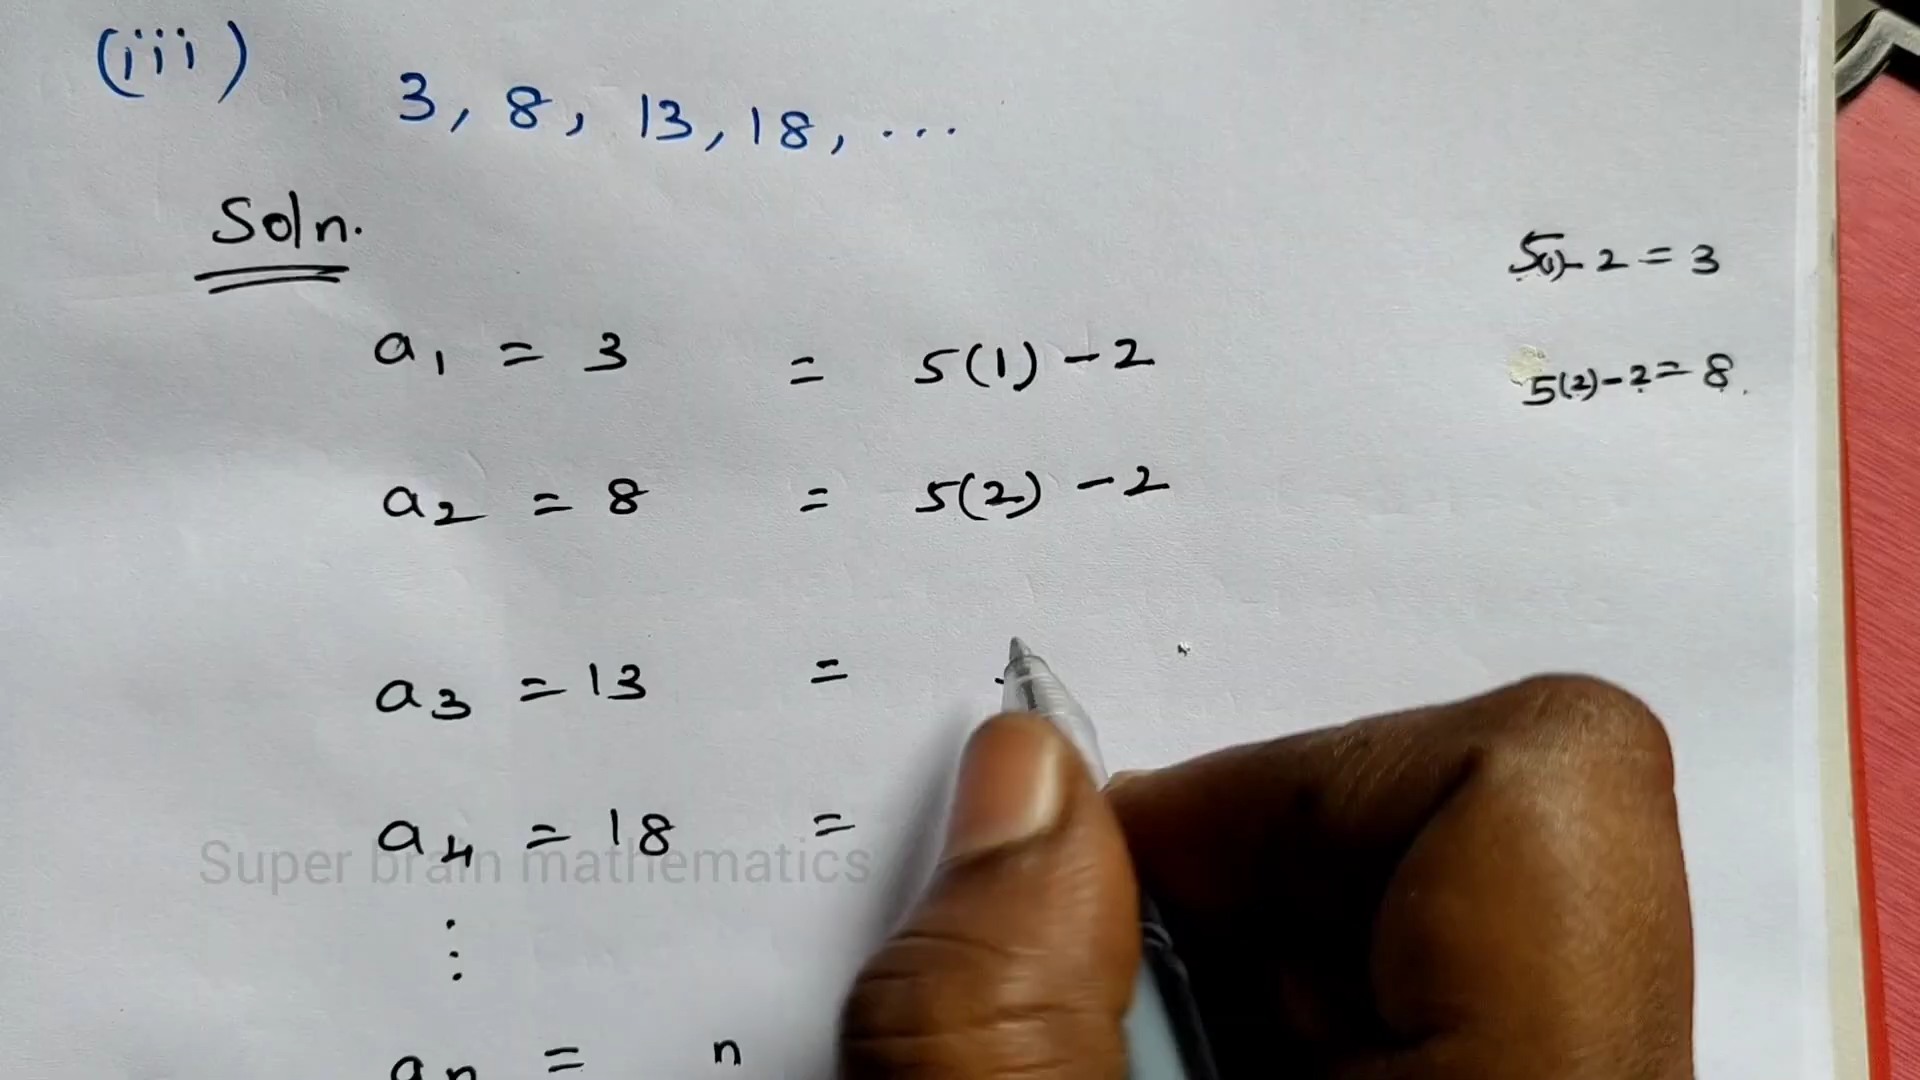 (iii) 3, 8, 13, 18, ...
Soln.
5(1)-2 = 3
a1 = 3 = 5(1) -2
5(2)-2 = 8.
a2 = 8 = 5(2) -2
a3 = 13 =
a4 = 18 =
Super brain mathematics
⋮
an = n